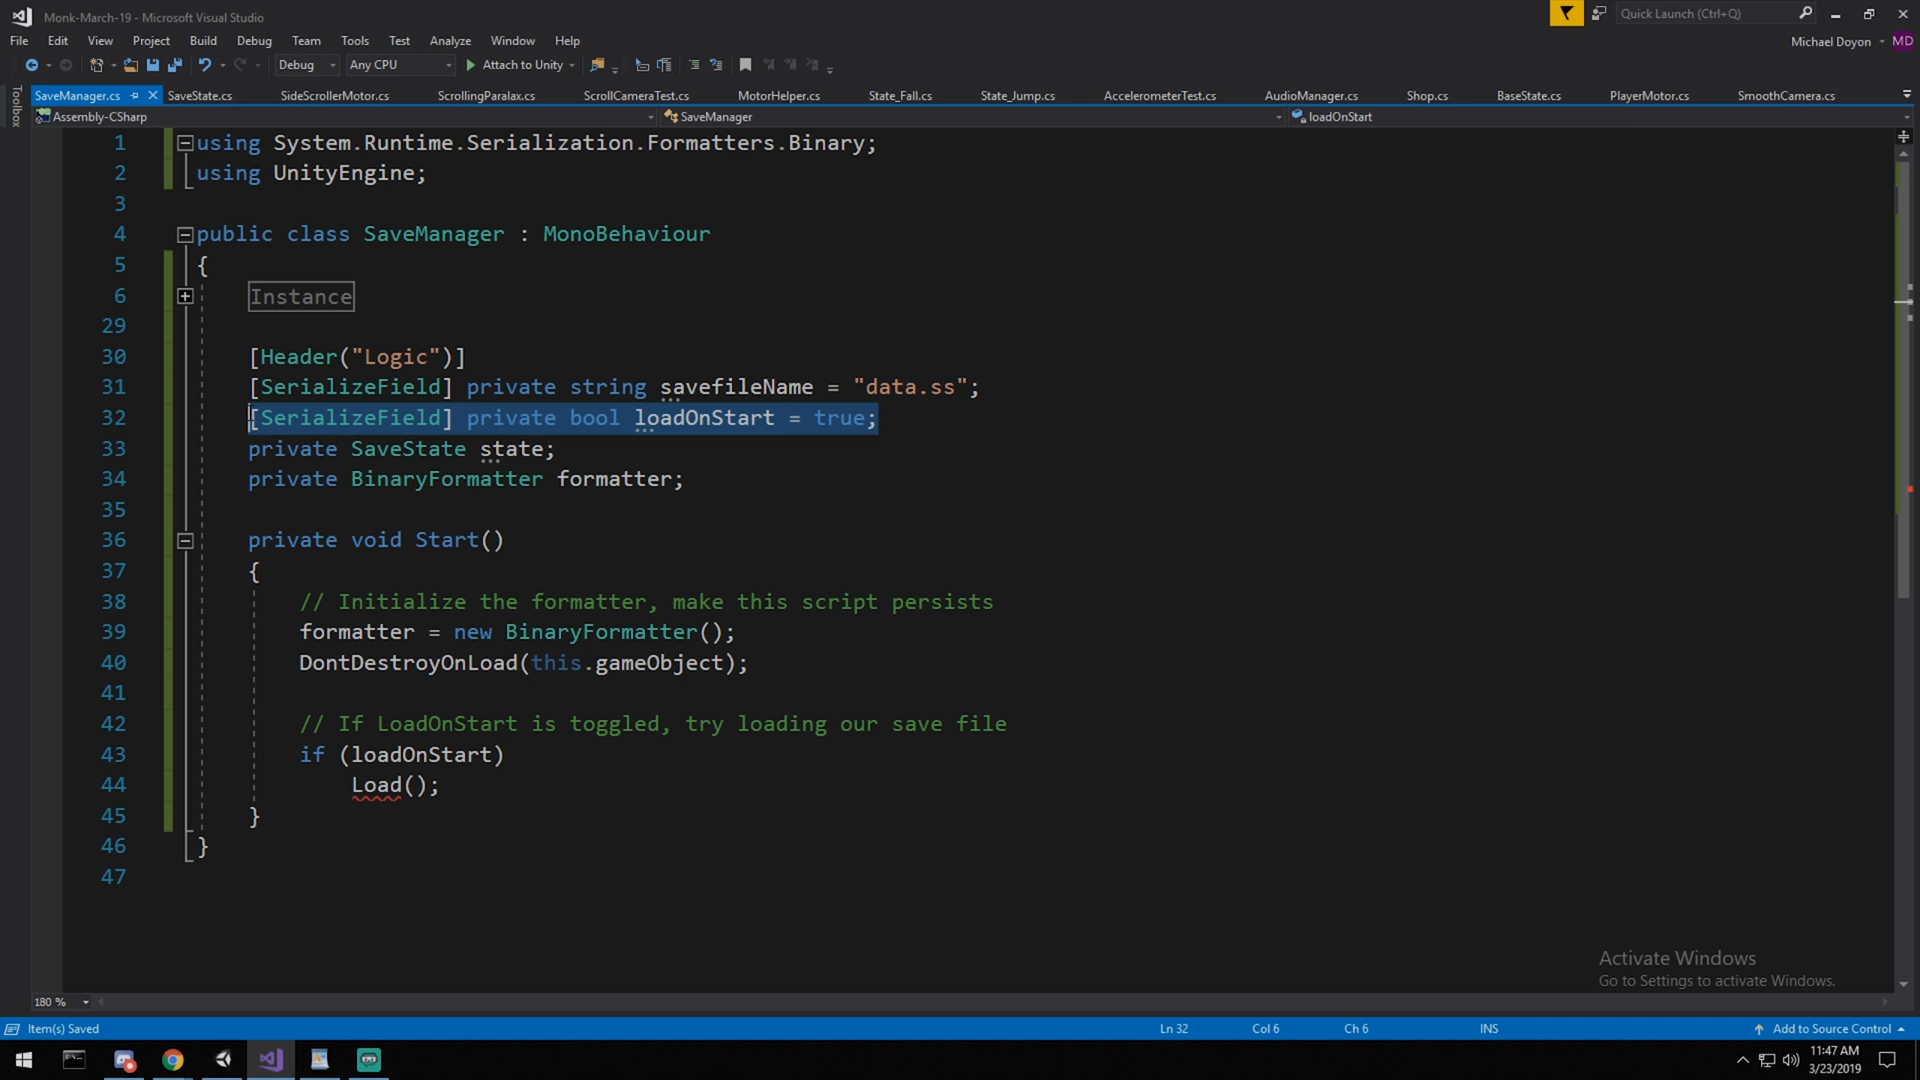 Monk-March-19 - Microsoft Visual Studio
Quick Launch (Ctrl+Q)
File Edit View Project Build Debug Team Tools Test Analyze Window Help
Michael Doyon MD
Debug Any CPU Attach to Unity
Toolbox
SaveManager.cs SaveState.cs SideScrollerMotor.cs ScrollingParalax.cs ScrollCameraTest.cs MotorHelper.cs State_Fall.cs State_Jump.cs AccelerometerTest.cs AudioManager.cs Shop.cs BaseState.cs PlayerMotor.cs SmoothCamera.cs
Assembly-CSharp SaveManager loadOnStart
1 using System.Runtime.Serialization.Formatters.Binary;
2 using UnityEngine;
3
4 public class SaveManager : MonoBehaviour
5 {
6 Instance
29
30 [Header("Logic")]
31 [SerializeField] private string savefileName = "data.ss";
32 [SerializeField] private bool loadOnStart = true;
33 private SaveState state;
34 private BinaryFormatter formatter;
35
36 private void Start()
37 {
38 // Initialize the formatter, make this script persists
39 formatter = new BinaryFormatter();
40 DontDestroyOnLoad(this.gameObject);
41
42 // If LoadOnStart is toggled, try loading our save file
43 if (loadOnStart)
44 Load();
45 }
46 }
47
Activate Windows
Go to Settings to activate Windows.
180 %
Item(s) Saved Ln 32 Col 6 Ch 6 INS Add to Source Control
11:47 AM
3/23/2019